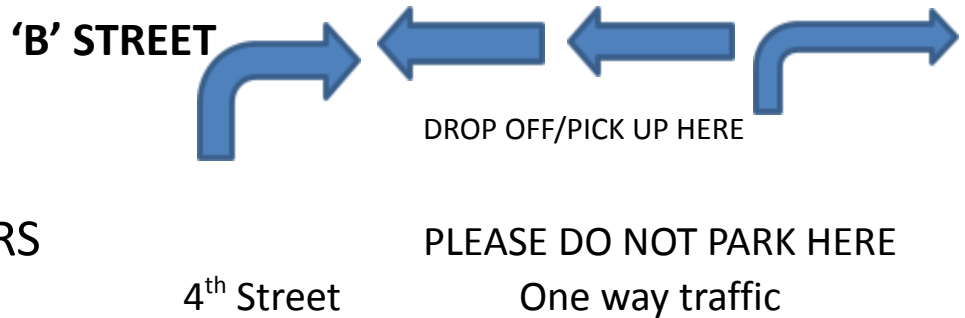 ‘B’ STREET
DROP OFF/PICK UP HERE
RS PLEASE DO NOT PARK HERE
4th Street One way traffic